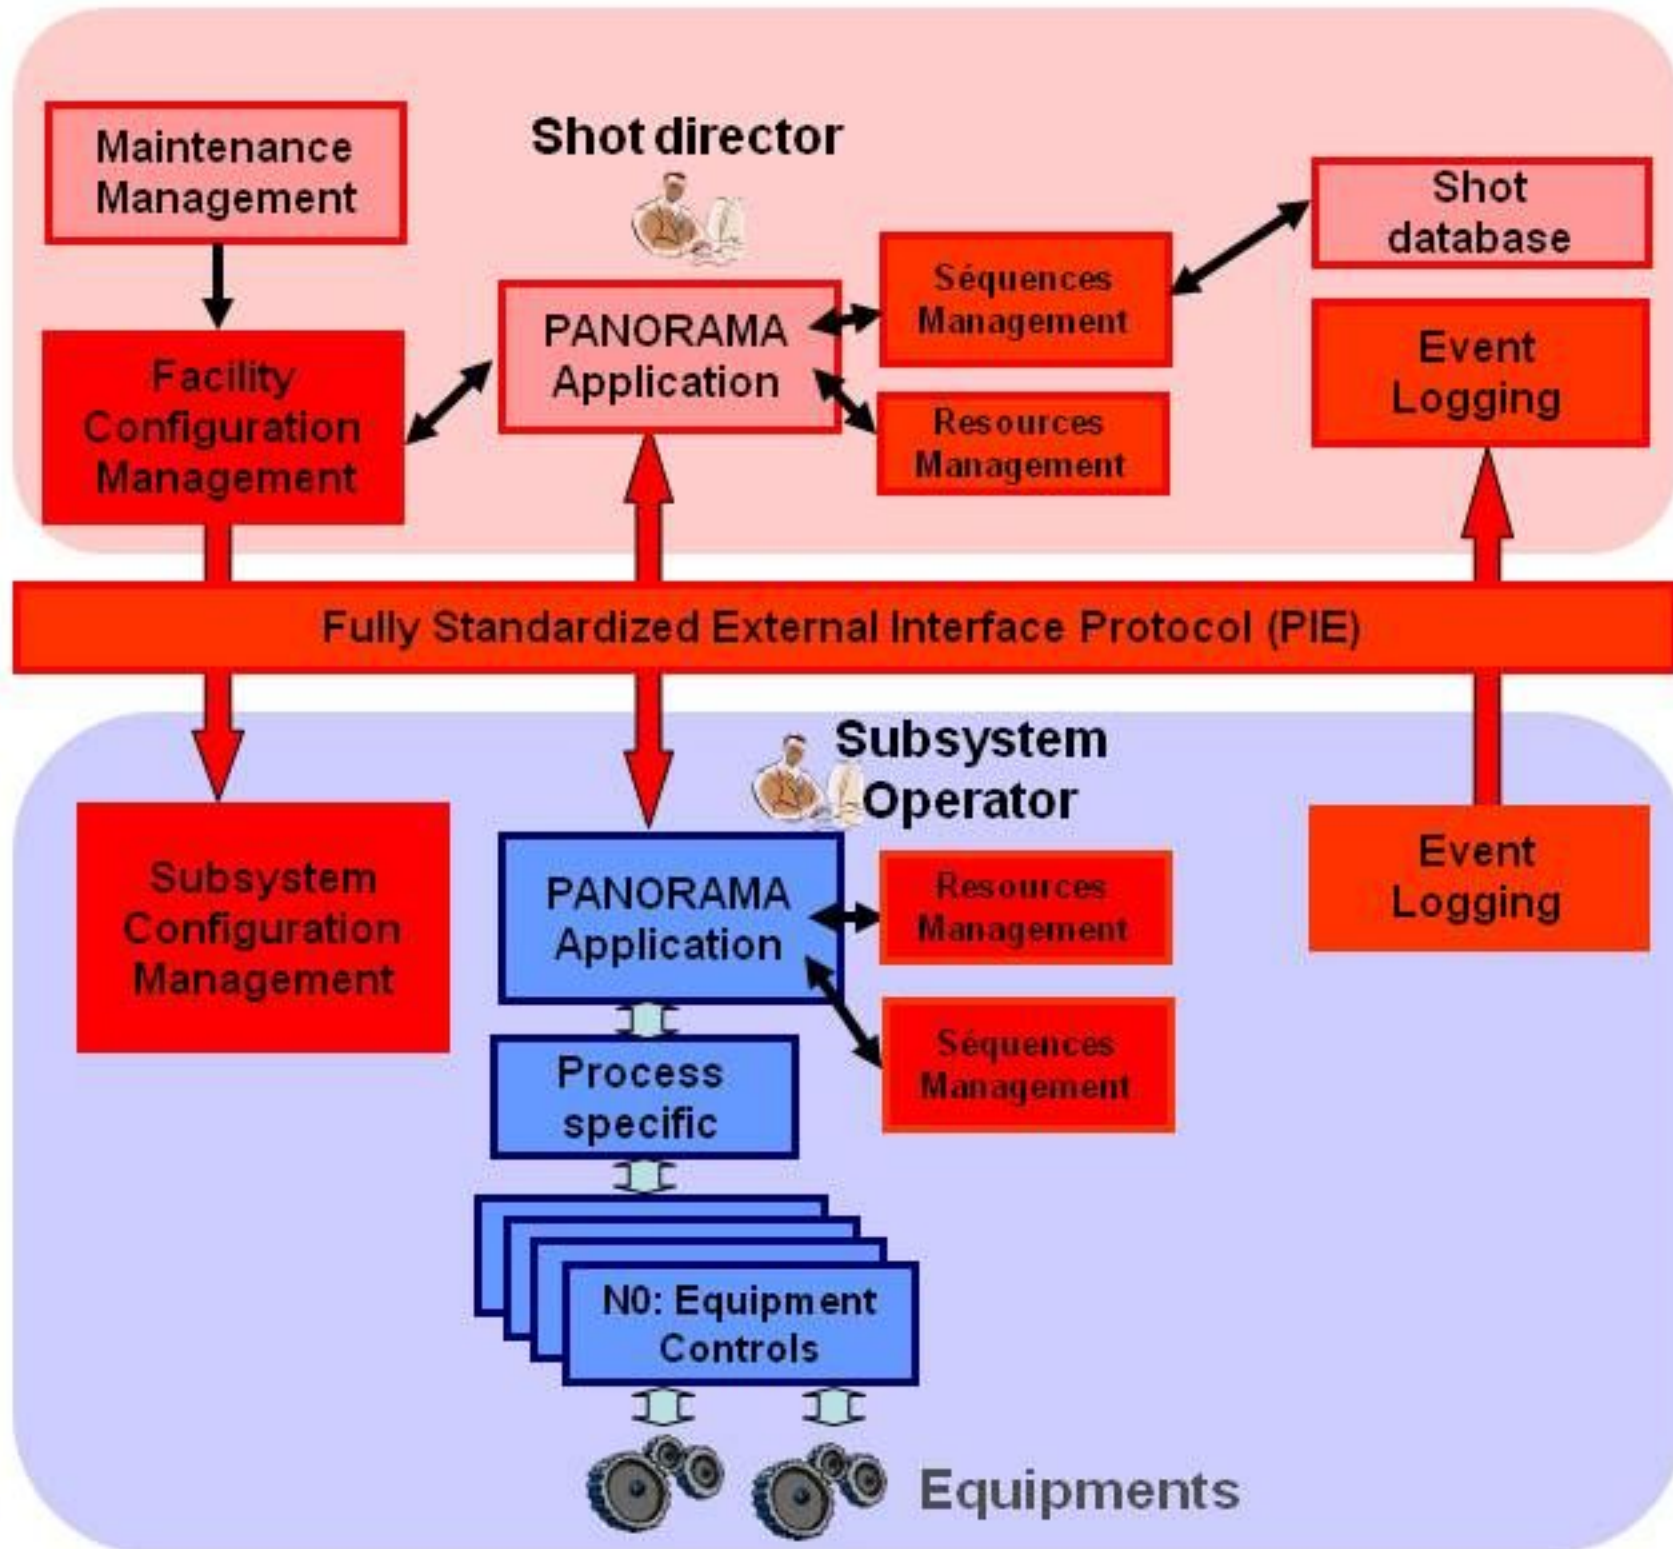 Maintenance
Management
Shot director
Shot
database
Séquences
Management
PANORAMA
Application
Event
Logging
Facility
Configuration
Management
Resources
Management
Fully Standardized External Interface Protocol (PIE)
Subsystem
Operator
Subsystem
Configuration
Management
PANORAMA
Application
Resources
Management
Event
Logging
Séquences
Management
Process
specific
N0: Equipment
Controls
Equipments